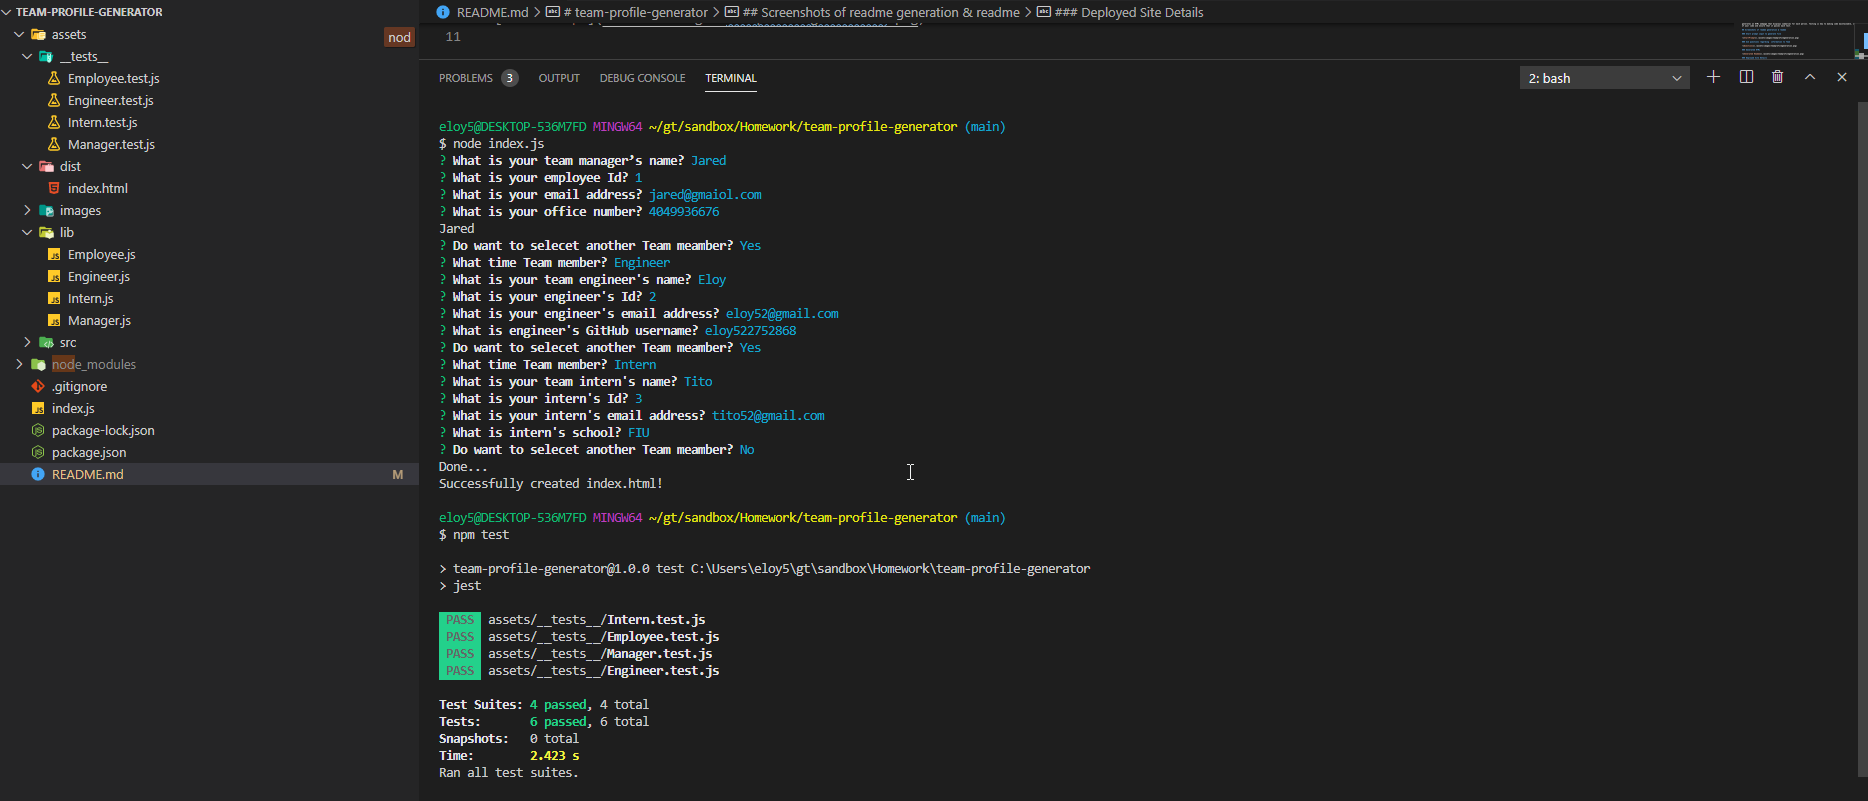 TEAM-PROFILE-GENERATOR
assets
nod
__tests__
Employee.test.js
Engineer.test.js
Intern.test.js
Manager.test.js
dist
index.html
images
lib
Employee.js
Engineer.js
Intern.js
Manager.js
src
node_modules
.gitignore
index.js
package-lock.json
package.json
README.md M
README.md > # team-profile-generator > ## Screenshots of readme generation & readme > ### Deployed Site Details
11
PROBLEMS 3 OUTPUT DEBUG CONSOLE TERMINAL 2: bash
eloy5@DESKTOP-536M7FD MINGW64 ~/gt/sandbox/Homework/team-profile-generator (main)
$ node index.js
? What is your team manager’s name? Jared
? What is your employee Id? 1
? What is your email address? jared@gmaiol.com
? What is your office number? 4049936676
Jared
? Do want to selecet another Team meamber? Yes
? What time Team member? Engineer
? What is your team engineer's name? Eloy
? What is your engineer's Id? 2
? What is your engineer's email address? eloy52@gmail.com
? What is engineer's GitHub username? eloy522752868
? Do want to selecet another Team meamber? Yes
? What time Team member? Intern
? What is your team intern's name? Tito
? What is your intern's Id? 3
? What is your intern's email address? tito52@gmail.com
? What is intern's school? FIU
? Do want to selecet another Team meamber? No
Done...
Successfully created index.html!
eloy5@DESKTOP-536M7FD MINGW64 ~/gt/sandbox/Homework/team-profile-generator (main)
$ npm test
> team-profile-generator@1.0.0 test C:\Users\eloy5\gt\sandbox\Homework\team-profile-generator
> jest
PASS assets/__tests__/Intern.test.js
PASS assets/__tests__/Employee.test.js
PASS assets/__tests__/Manager.test.js
PASS assets/__tests__/Engineer.test.js
Test Suites: 4 passed, 4 total
Tests: 6 passed, 6 total
Snapshots: 0 total
Time: 2.423 s
Ran all test suites.